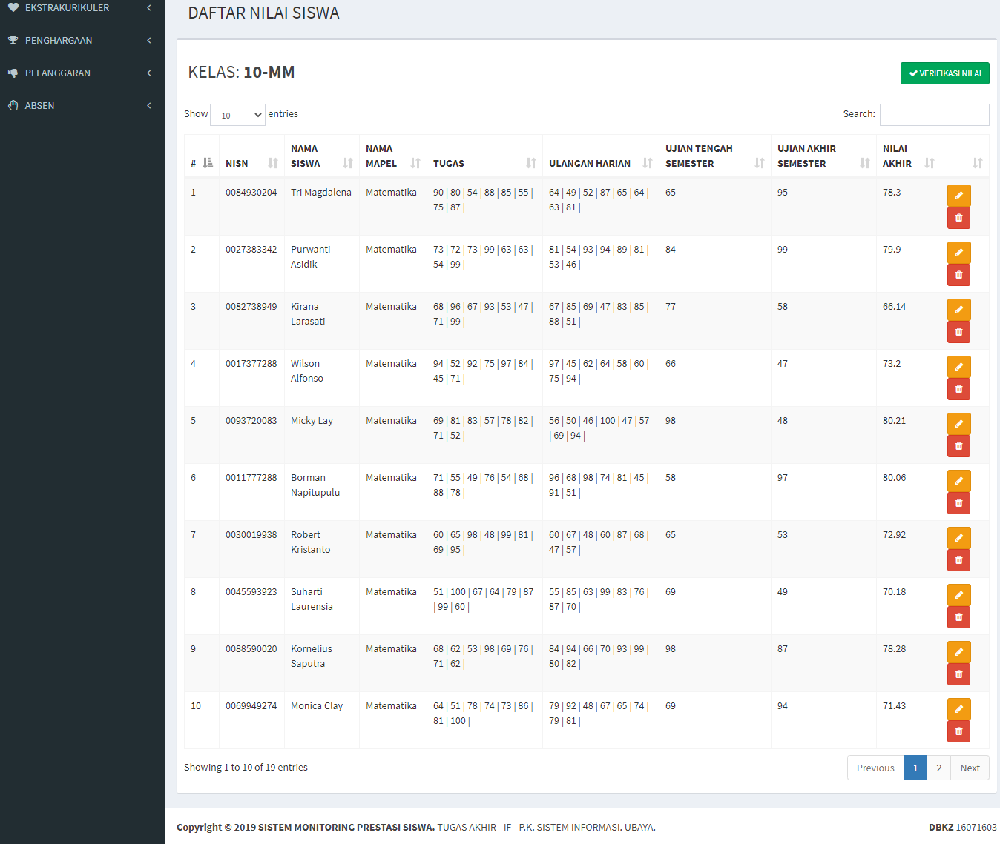 EKSTRAKURIKULER
PENGHARGAAN
PELANGGARAN
ABSEN
DAFTAR NILAI SISWA
KELAS: 10-MM
VERIFIKASI NILAI
Show 10 entries
Search:
# NISN NAMA SISWA NAMA MAPEL TUGAS ULANGAN HARIAN UJIAN TENGAH SEMESTER UJIAN AKHIR SEMESTER NILAI AKHIR
1 0084930204 Tri Magdalena Matematika 90 | 80 | 54 | 88 | 85 | 55 | 75 | 87 | 64 | 49 | 52 | 87 | 65 | 64 | 63 | 81 | 65 95 78.3
2 0027383342 Purwanti Asidik Matematika 73 | 72 | 73 | 99 | 63 | 63 | 54 | 99 | 81 | 54 | 93 | 94 | 89 | 81 | 53 | 46 | 84 99 79.9
3 0082738949 Kirana Larasati Matematika 68 | 96 | 67 | 93 | 53 | 47 | 71 | 99 | 67 | 85 | 69 | 47 | 83 | 85 | 88 | 51 | 77 58 66.14
4 0017377288 Wilson Alfonso Matematika 94 | 52 | 92 | 75 | 97 | 84 | 45 | 71 | 97 | 45 | 62 | 64 | 58 | 60 | 75 | 94 | 66 47 73.2
5 0093720083 Micky Lay Matematika 69 | 81 | 83 | 57 | 78 | 82 | 71 | 52 | 56 | 50 | 46 | 100 | 47 | 57 | 69 | 94 | 98 48 80.21
6 0011777288 Borman Napitupulu Matematika 71 | 55 | 49 | 76 | 54 | 68 | 88 | 78 | 96 | 68 | 98 | 74 | 81 | 45 | 91 | 51 | 58 97 80.06
7 0030019938 Robert Kristanto Matematika 60 | 65 | 98 | 48 | 99 | 81 | 69 | 95 | 60 | 67 | 48 | 60 | 87 | 68 | 47 | 57 | 65 53 72.92
8 0045593923 Suharti Laurensia Matematika 51 | 100 | 67 | 64 | 79 | 87 | 99 | 60 | 55 | 85 | 63 | 99 | 83 | 76 | 87 | 70 | 69 49 70.18
9 0088590020 Kornelius Saputra Matematika 68 | 62 | 53 | 98 | 69 | 76 | 71 | 62 | 84 | 94 | 66 | 70 | 93 | 99 | 80 | 82 | 98 87 78.28
10 0069949274 Monica Clay Matematika 64 | 51 | 78 | 74 | 73 | 86 | 81 | 100 | 79 | 92 | 48 | 67 | 65 | 74 | 79 | 81 | 69 94 71.43
Showing 1 to 10 of 19 entries
Previous 1 2 Next
Copyright © 2019 SISTEM MONITORING PRESTASI SISWA. TUGAS AKHIR - IF - P.K. SISTEM INFORMASI. UBAYA.
DBKZ 16071603